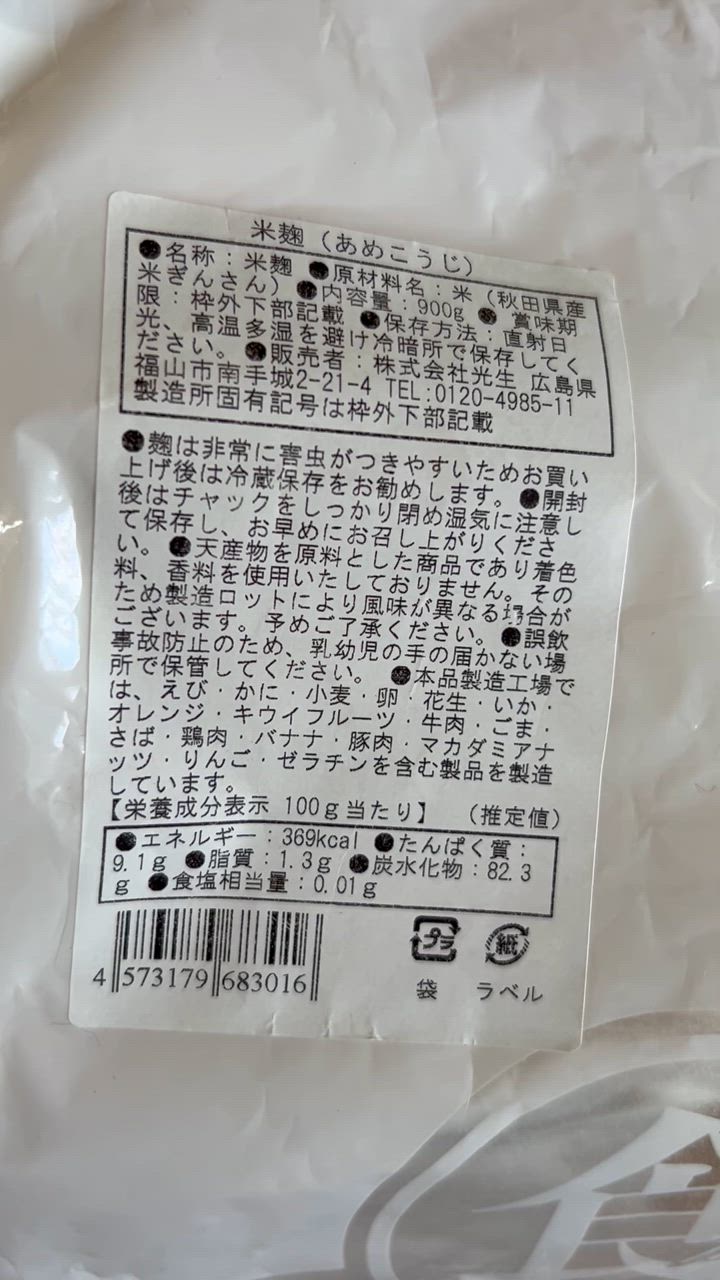 米麹（あめこうじ）
●名称：米麹 ●原材料名：米（秋田県産
米ぎんさん）●内容量：900g ● 賞味期
限：枠外下部記載 ●保存方法：直射日
光、高温多湿を避け冷暗所で保存してく
ださい。●販売者：株式会社光生 広島県
福山市南手城2-21-4 TEL:0120-4985-11
製造所固有記号は枠外下部記載
●麹は非常に害虫がつきやすいためお買い
上げ後は冷蔵保存をお勧めします。●開封
後はチャックをしっかり閉め湿気に注意し
て保存し、お早めにお召し上がりくださ
い。●天産物を原料とした商品であり着色
料、香料を使用いたしておりません。その
ため製造ロットにより風味が異なる場合が
ございます。予めご了承ください。●誤飲
事故防止のため、乳幼児の手の届かない場
所で保管してください。 ●本品製造工場で
は、えび・かに・小麦・卵・花生・いか・
オレンジ・キウイフルーツ・牛肉・ごま・
さば・鶏肉・バナナ・豚肉・マカダミアナ
ッツ・りんご・ゼラチンを含む製品を製造
しています。
【栄養成分表示 100g当たり】 （推定値）
●エネルギー：369kcal ●たんぱく質：
9.1g ●脂質：1.3g ●炭水化物：82.3
g ●食塩相当量：0.01g
4 573179 683016
プラ 紙
袋 ラベル